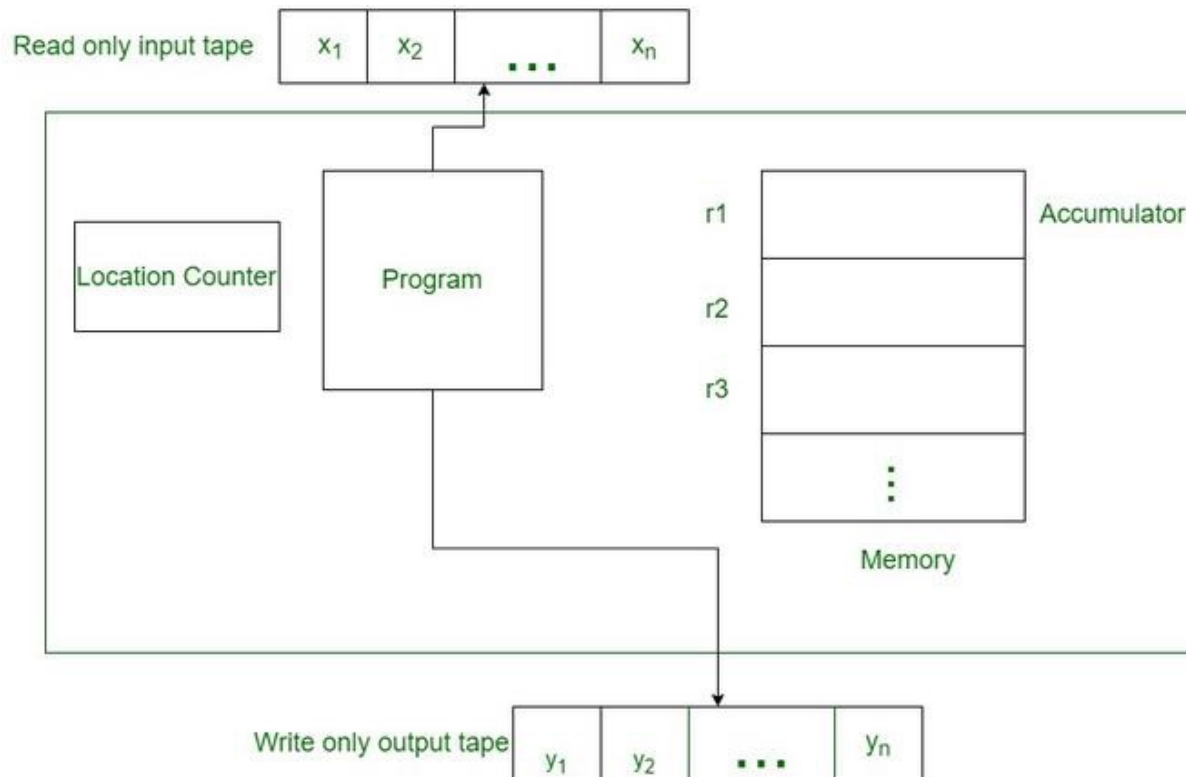 Read only input tape x1 x2 ... xn
r1 Accumulator
Location Counter Program
r2
r3
⋮
Memory
Write only output tape y1 y2 ... yn